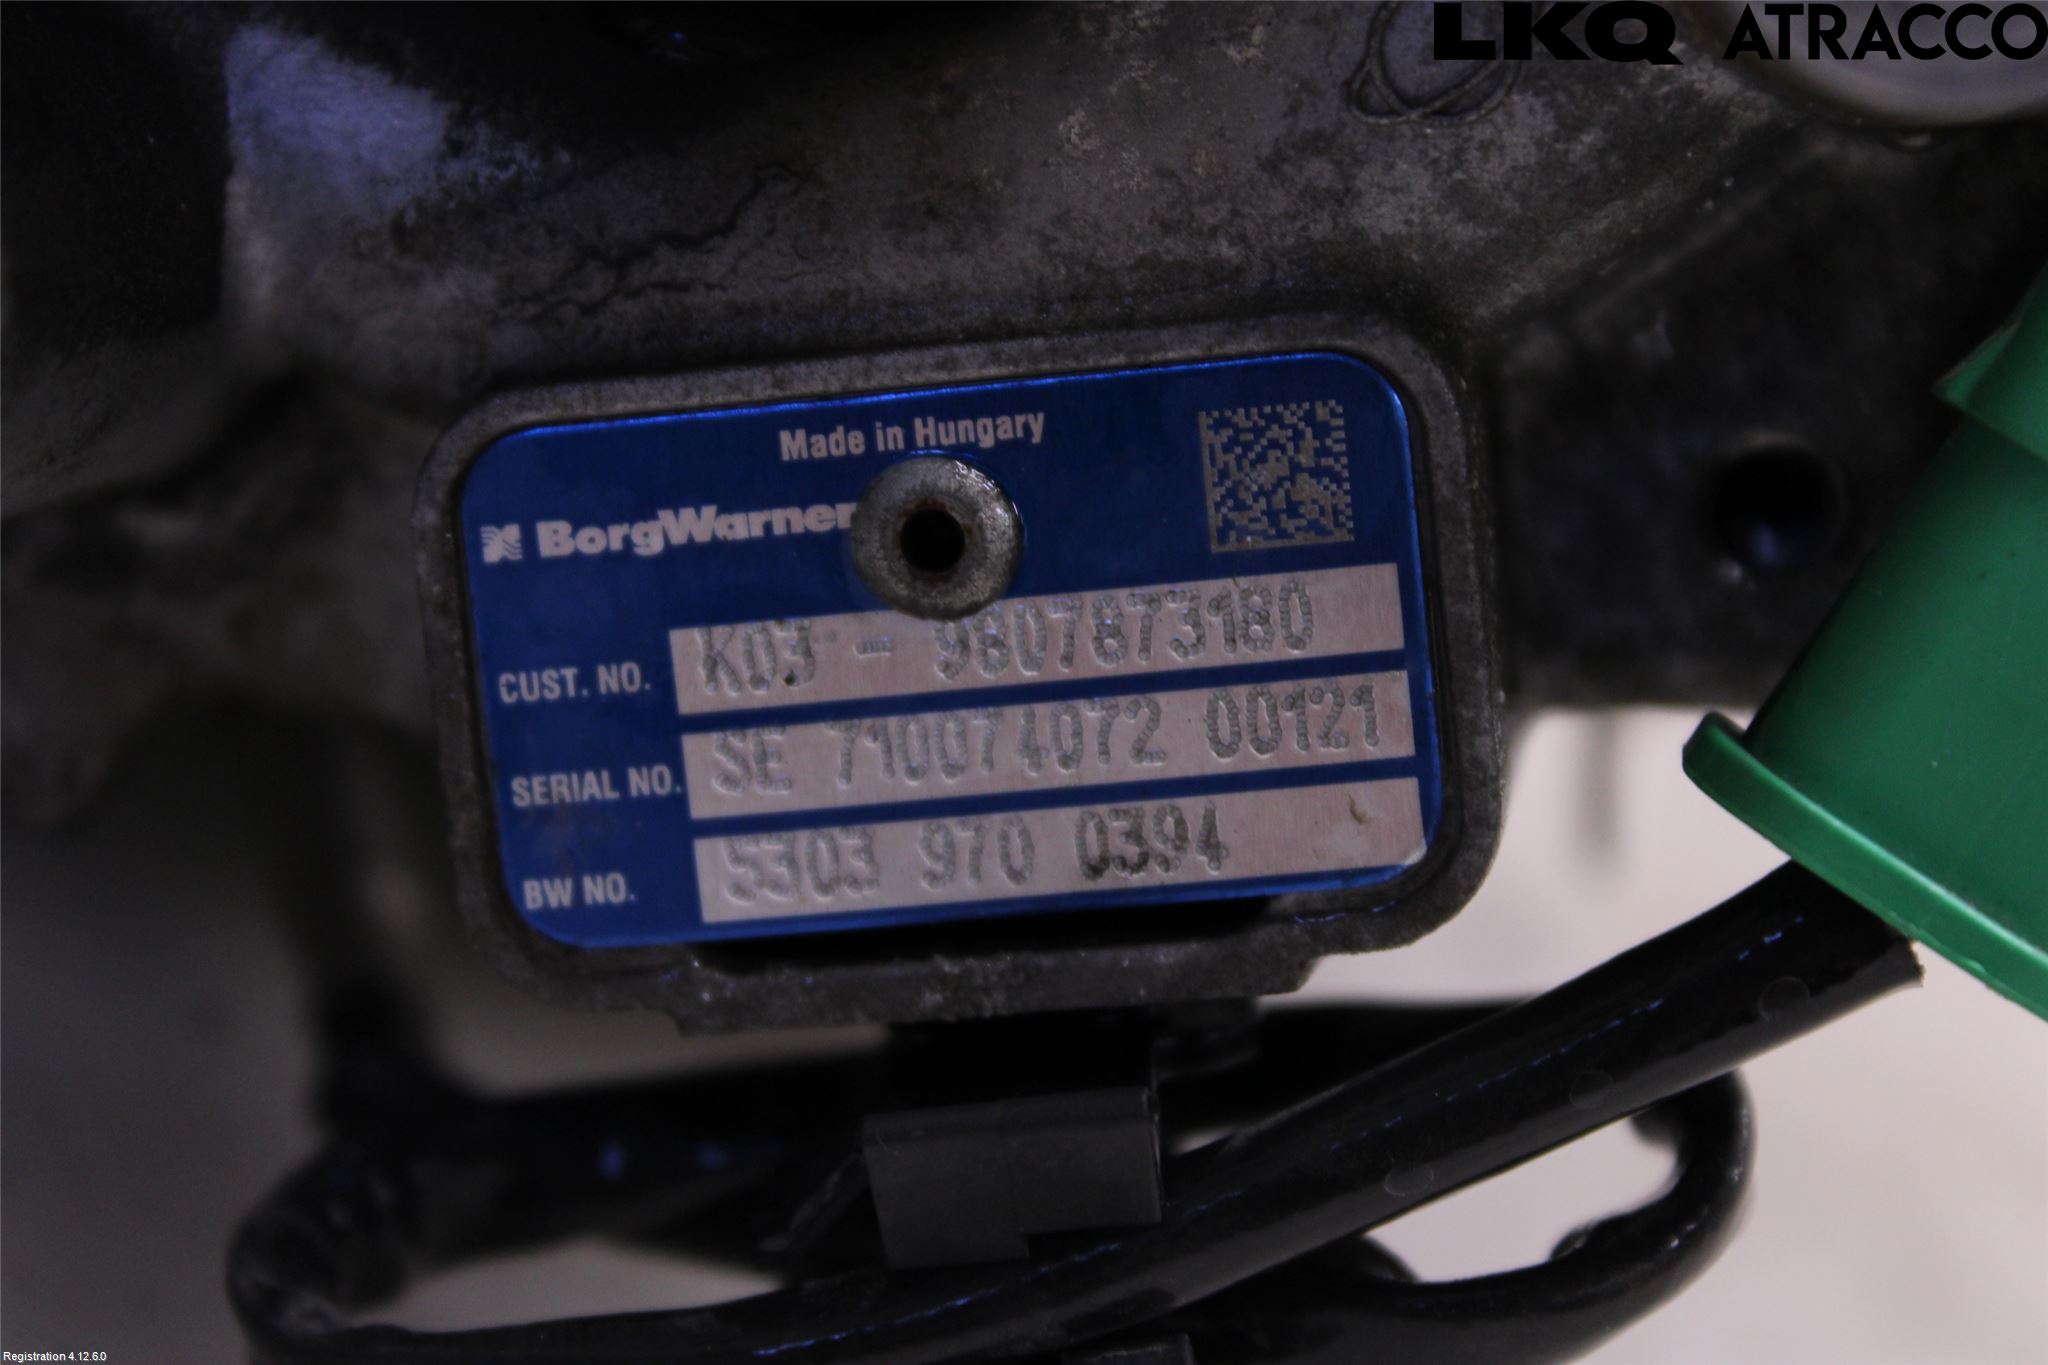 LKQ ATRACCO
Made in Hungary
BorgWarner
CUST. NO. K03 - 9807873180
SERIAL NO. SE 710074072 00121
BW NO. 5303 970 0394
Registration 4.12.6.0